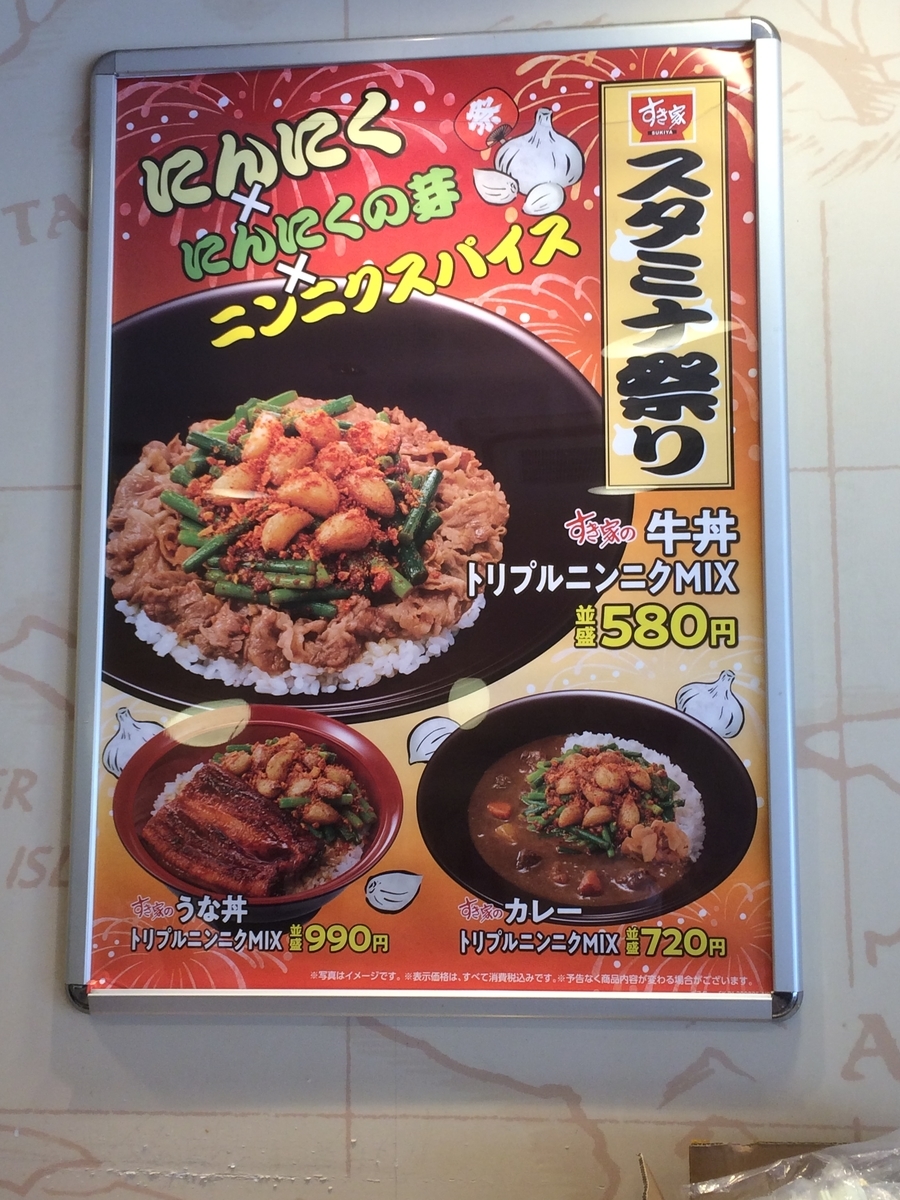 にんにく
×
にんにくの芽
×
ニンニクスパイス
祭
すき家
SUKIYA
スタミナ祭り
すき家の 牛丼
トリプルニンニクMIX
並盛580円
すき家の うな丼
トリプルニンニクMIX 並盛990円
すき家の カレー
トリプルニンニクMIX 並盛720円
※写真はイメージです。※表示価格は、すべて消費税込みです。※予告なく商品内容が変わる場合がございます。
TA
ER
ISL
A